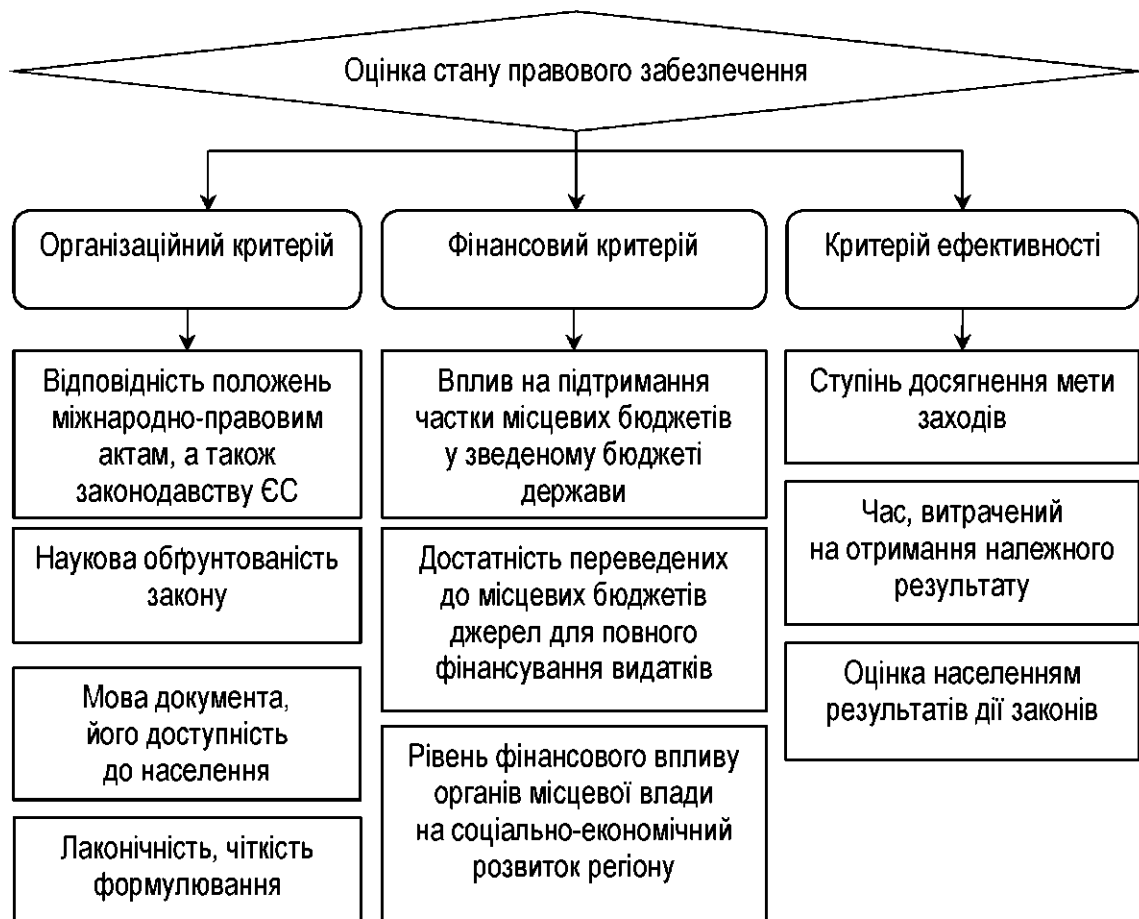 Оцінка стану правового забезпечення
Організаційний критерій
Фінансовий критерій
Критерій ефективності
Відповідність положень
міжнародно-правовим
актам, а також
законодавству ЄС
Наукова обґрунтованість
закону
Мова документа,
його доступність
до населення
Лаконічність, чіткість
формулювання
Вплив на підтримання
частки місцевих бюджетів
у зведеному бюджеті
держави
Достатність переведених
до місцевих бюджетів
джерел для повного
фінансування видатків
Рівень фінансового впливу
органів місцевої влади
на соціально-економічний
розвиток регіону
Ступінь досягнення мети
заходів
Час, витрачений
на отримання належного
результату
Оцінка населенням
результатів дії законів